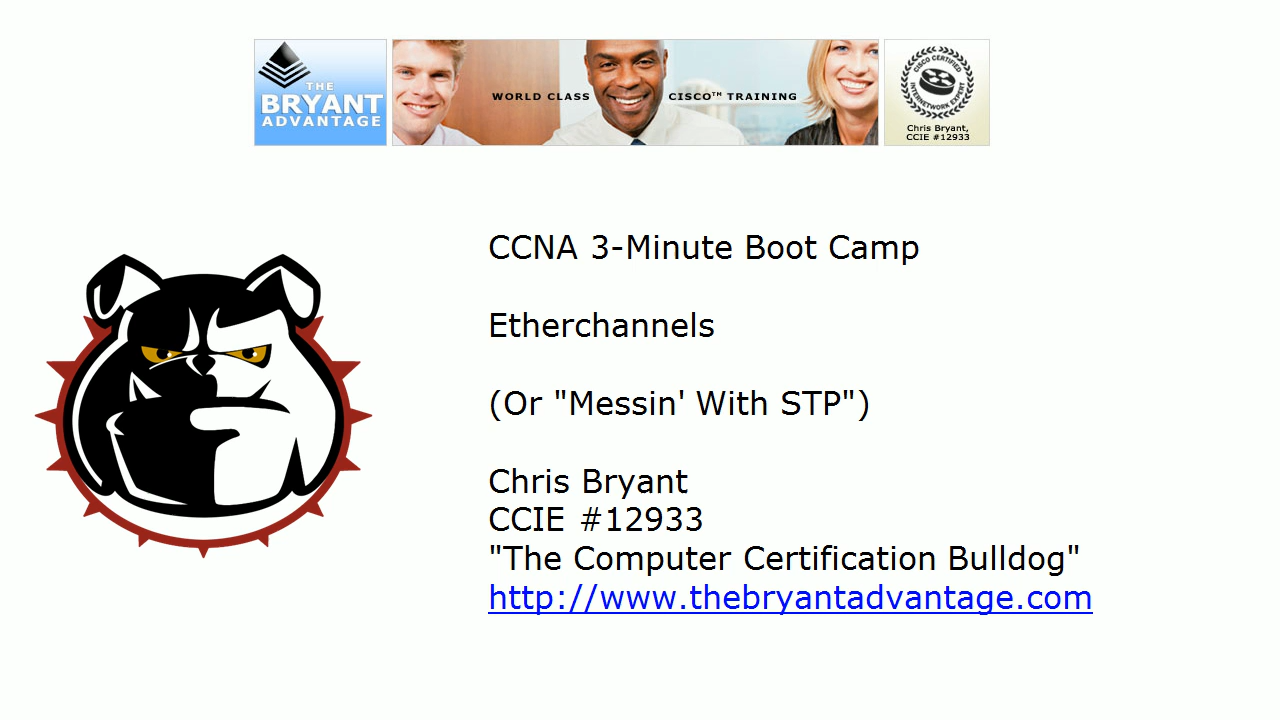 THE
BRYANT
ADVANTAGE
WORLD CLASS CISCO™ TRAINING
CISCO CERTIFIED
INTERNETWORK EXPERT
Chris Bryant,
CCIE #12933
CCNA 3-Minute Boot Camp
Etherchannels
(Or "Messin' With STP")
Chris Bryant
CCIE #12933
"The Computer Certification Bulldog"
http://www.thebryantadvantage.com